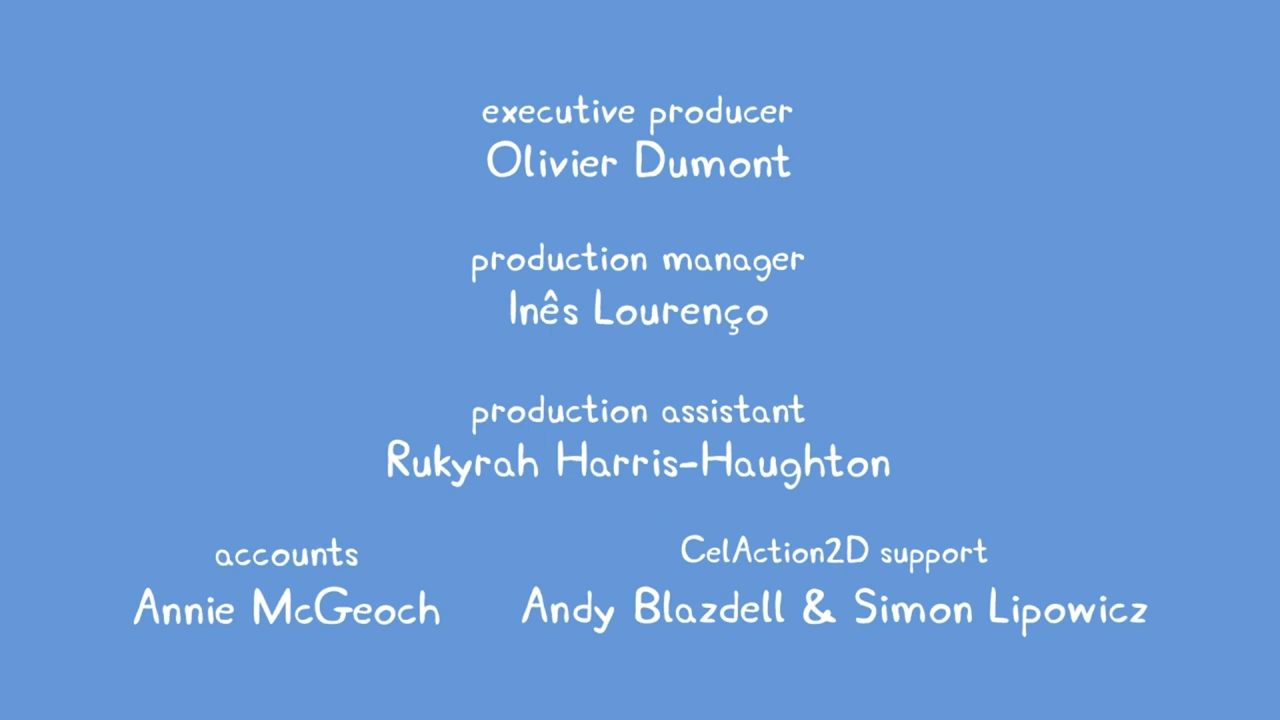 executive producer
Olivier Dumont
production manager
Inês Lourenço
production assistant
Rukyrah Harris-Haughton
accounts
Annie McGeoch
CelAction2D support
Andy Blazdell & Simon Lipowicz